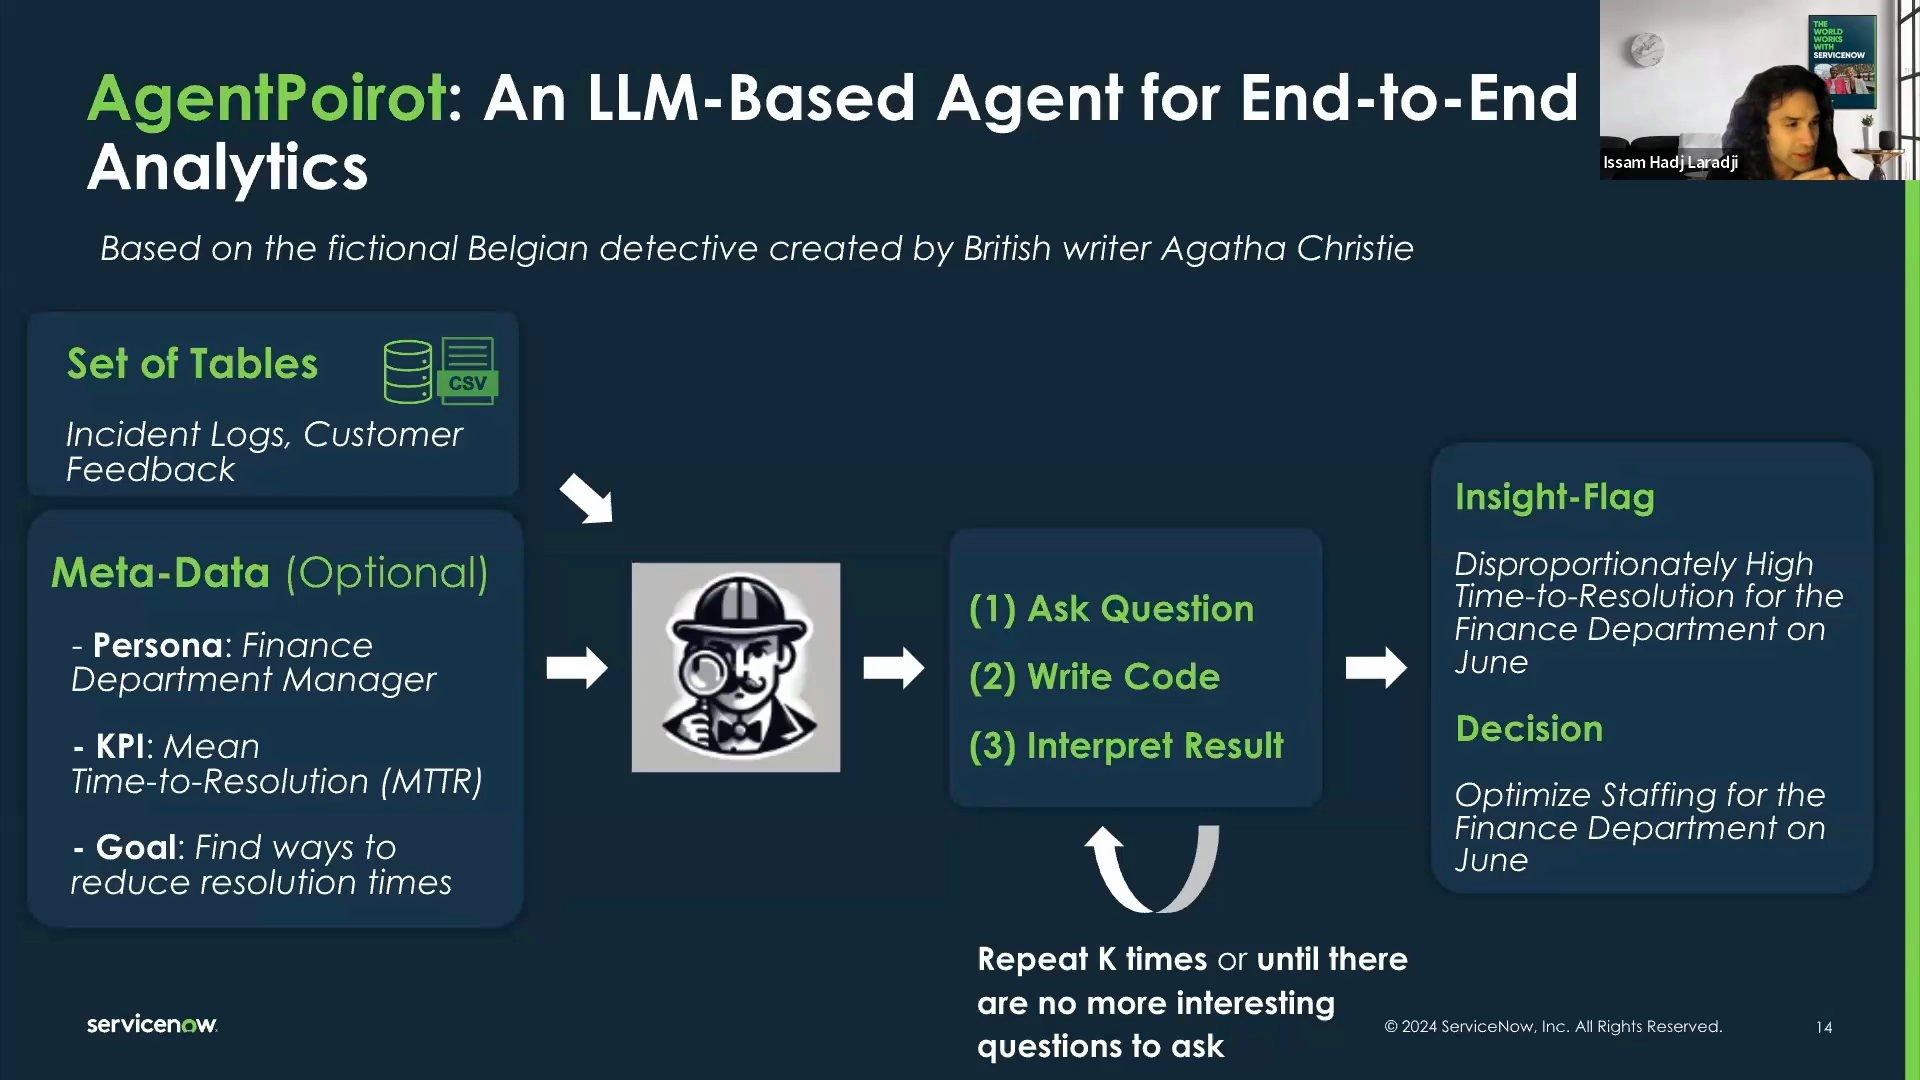 AgentPoirot: An LLM-Based Agent for End-to-End
Analytics
Based on the fictional Belgian detective created by British writer Agatha Christie
THE
WORLD
WORKS
WITH
SERVICENOW
Issam Hadj Laradji
Set of Tables
CSV
Incident Logs, Customer
Feedback
Meta-Data (Optional)
- Persona: Finance
Department Manager
- KPI: Mean
Time-to-Resolution (MTTR)
- Goal: Find ways to
reduce resolution times
(1) Ask Question
(2) Write Code
(3) Interpret Result
Repeat K times or until there
are no more interesting
questions to ask
Insight-Flag
Disproportionately High
Time-to-Resolution for the
Finance Department on
June
Decision
Optimize Staffing for the
Finance Department on
June
servicenow
© 2024 ServiceNow, Inc. All Rights Reserved.
14